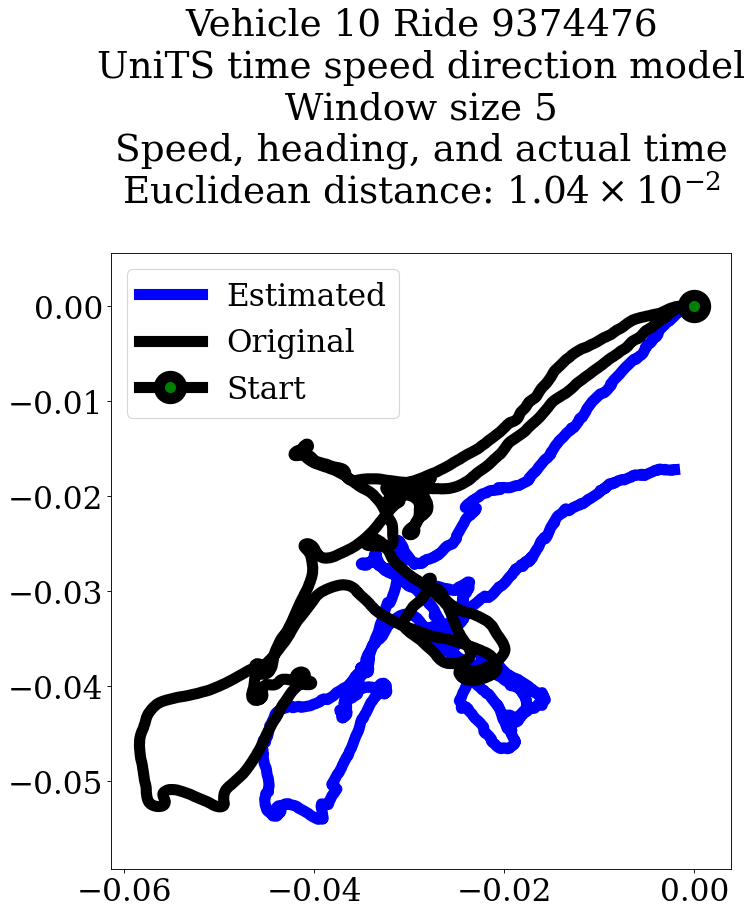 Vehicle 10 Ride 9374476
UniTS time speed direction model
Window size 5
Speed, heading, and actual time
Euclidean distance: $1.04 \times 10^{-2}$
Estimated
Original
Start
0.00
−0.01
−0.02
−0.03
−0.04
−0.05
−0.06
−0.04
−0.02
0.00